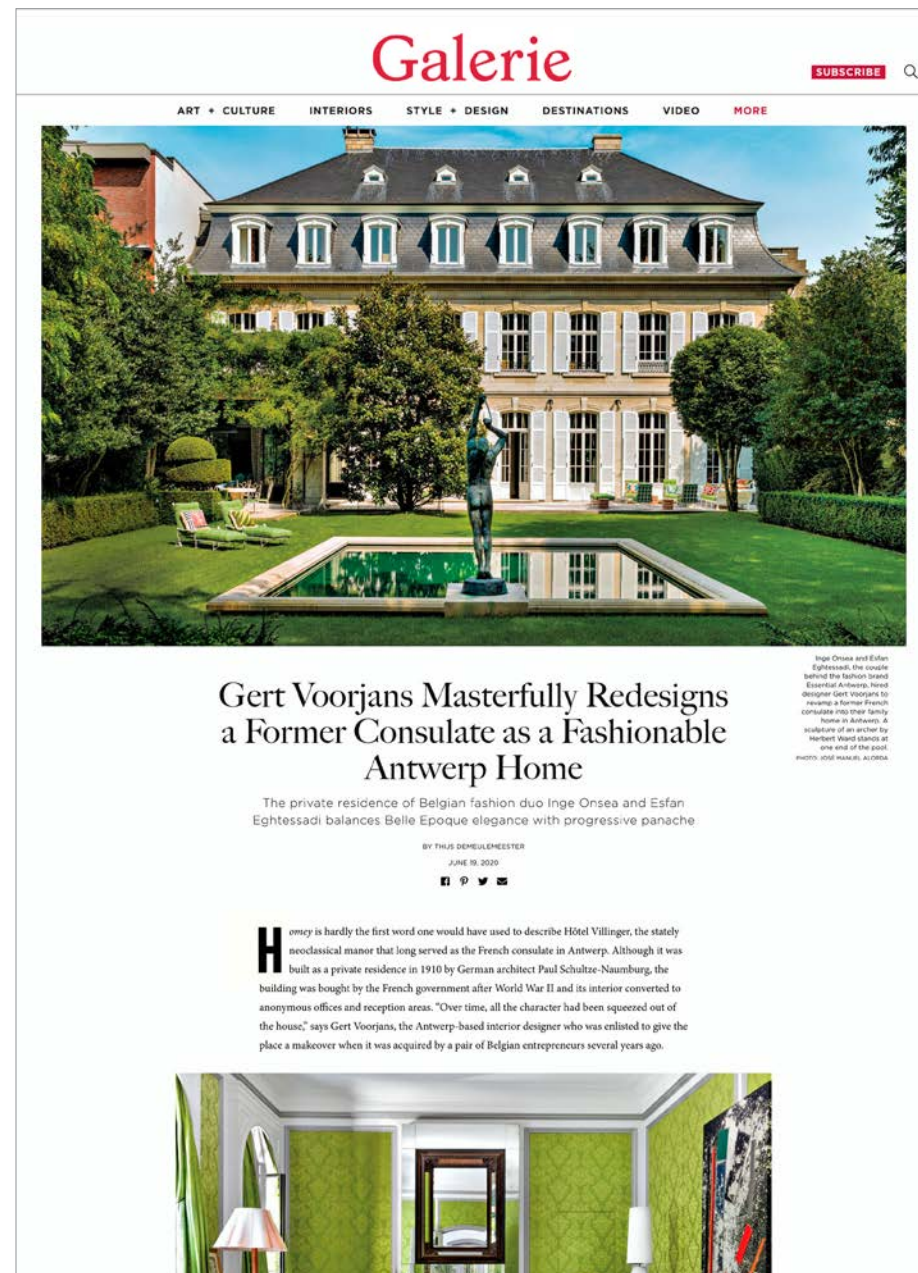 Galerie
SUBSCRIBE
ART + CULTURE INTERIORS STYLE + DESIGN DESTINATIONS VIDEO MORE
Inge Onsea and Esfan
Eghtessadi, the couple
behind the fashion brand
Essential Antwerp, hired
designer Gert Voorjans to
revamp a former French
consulate into their family
home in Antwerp. A
sculpture of an archer by
Herbert Ward stands at
one end of the pool.
PHOTO: JOSÉ MANUEL ALORDA
Gert Voorjans Masterfully Redesigns
a Former Consulate as a Fashionable
Antwerp Home
The private residence of Belgian fashion duo Inge Onsea and Esfan
Eghtessadi balances Belle Epoque elegance with progressive panache
BY THIJS DEMEULEMEESTER
JUNE 19, 2020
Homey is hardly the first word one would have used to describe Hôtel Villinger, the stately
neoclassical manor that long served as the French consulate in Antwerp. Although it was
built as a private residence in 1910 by German architect Paul Schultze-Naumburg, the
building was bought by the French government after World War II and its interior converted to
anonymous offices and reception areas. “Over time, all the character had been squeezed out of
the house,” says Gert Voorjans, the Antwerp-based interior designer who was enlisted to give the
place a makeover when it was acquired by a pair of Belgian entrepreneurs several years ago.